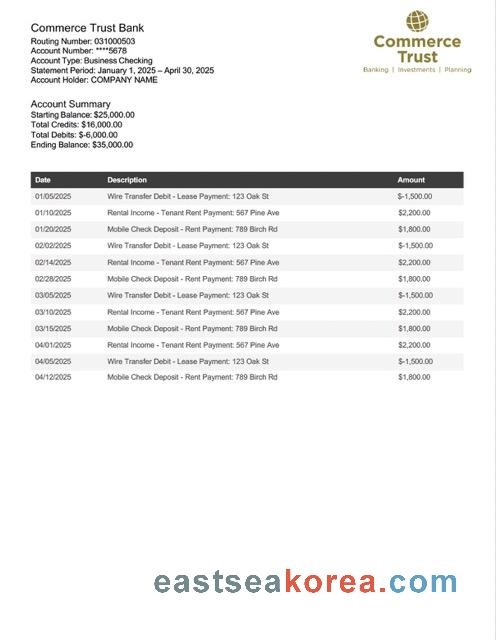 Commerce Trust Bank
Routing Number: 031000503
Account Number: ****5678
Account Type: Business Checking
Statement Period: January 1, 2025 – April 30, 2025
Account Holder: COMPANY NAME
Commerce
Trust
Banking | Investments | Planning
Account Summary
Starting Balance: $25,000.00
Total Credits: $16,000.00
Total Debits: $-6,000.00
Ending Balance: $35,000.00
Date Description Amount
01/05/2025 Wire Transfer Debit - Lease Payment: 123 Oak St $-1,500.00
01/10/2025 Rental Income - Tenant Rent Payment: 567 Pine Ave $2,200.00
01/20/2025 Mobile Check Deposit - Rent Payment: 789 Birch Rd $1,800.00
02/02/2025 Wire Transfer Debit - Lease Payment: 123 Oak St $-1,500.00
02/14/2025 Rental Income - Tenant Rent Payment: 567 Pine Ave $2,200.00
02/28/2025 Mobile Check Deposit - Rent Payment: 789 Birch Rd $1,800.00
03/05/2025 Wire Transfer Debit - Lease Payment: 123 Oak St $-1,500.00
03/10/2025 Rental Income - Tenant Rent Payment: 567 Pine Ave $2,200.00
03/15/2025 Mobile Check Deposit - Rent Payment: 789 Birch Rd $1,800.00
04/01/2025 Rental Income - Tenant Rent Payment: 567 Pine Ave $2,200.00
04/05/2025 Wire Transfer Debit - Lease Payment: 123 Oak St $-1,500.00
04/12/2025 Mobile Check Deposit - Rent Payment: 789 Birch Rd $1,800.00
eastseakorea.com